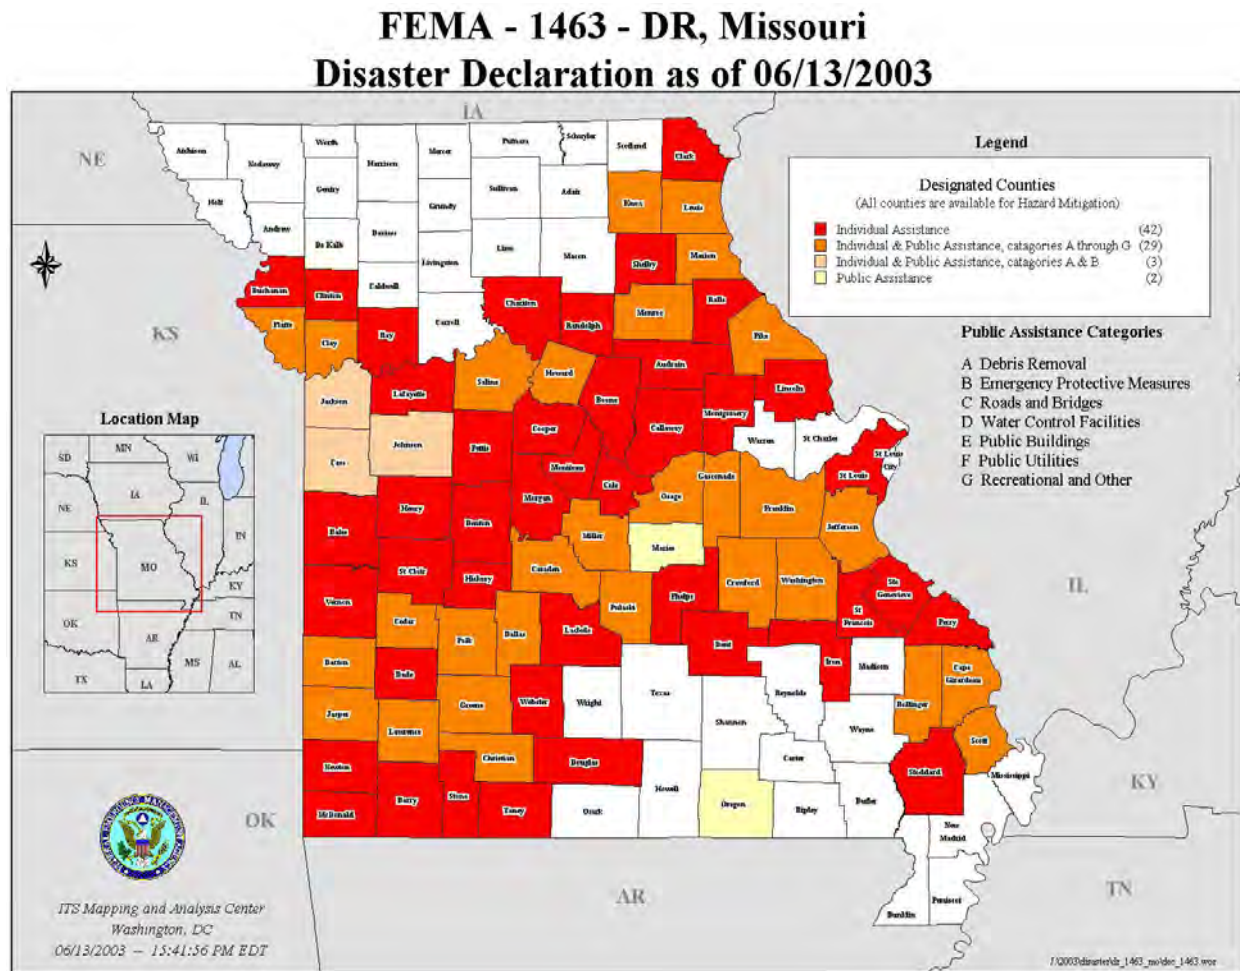 FEMA - 1463 - DR, Missouri
Disaster Declaration as of 06/13/2003
IA
NE
KS
OK
AR
IL
KY
TN
Legend
Designated Counties
(All counties are available for Hazard Mitigation)
Individual Assistance (42)
Individual & Public Assistance, catagories A through G (29)
Individual & Public Assistance, catagories A & B (3)
Public Assistance (2)
Public Assistance Categories
A Debris Removal
B Emergency Protective Measures
C Roads and Bridges
D Water Control Facilities
E Public Buildings
F Public Utilities
G Recreational and Other
Location Map
SD
MN
WI
NE
IA
IL
IN
KS
MO
KY
OK
TN
AR
MS
AL
TX
LA
Atchison
Nodaway
Worth
Harrison
Mercer
Putnam
Schuyler
Scotland
Clark
Holt
Gentry
Grundy
Sullivan
Adair
Knox
Lewis
Andrew
De Kalb
Daviess
Livingston
Linn
Macon
Shelby
Marion
Buchanan
Clinton
Caldwell
Carroll
Chariton
Randolph
Monroe
Ralls
Pike
Platte
Clay
Ray
Saline
Howard
Boone
Audrain
Lincoln
Jackson
Lafayette
Cooper
Callaway
Montgomery
Warren
St Charles
St Louis
City
St Louis
Cass
Johnson
Pettis
Moniteau
Cole
Osage
Gasconade
Franklin
Jefferson
Bates
Henry
Benton
Morgan
Miller
Maries
Vernon
St Clair
Hickory
Camden
Pulaski
Phelps
Crawford
Washington
Ste
Genevieve
St
Francois
Perry
Cedar
Polk
Dallas
Laclede
Dent
Iron
Madison
Barton
Dade
Greene
Webster
Wright
Texas
Shannon
Reynolds
Wayne
Bollinger
Cape
Girardeau
Jasper
Lawrence
Christian
Douglas
Howell
Carter
Stoddard
Scott
Mississippi
Newton
McDonald
Barry
Stone
Taney
Ozark
Oregon
Ripley
Butler
New
Madrid
Dunklin
Pemiscot
ITS Mapping and Analysis Center
Washington, DC
06/13/2003 -- 15:41:56 PM EDT